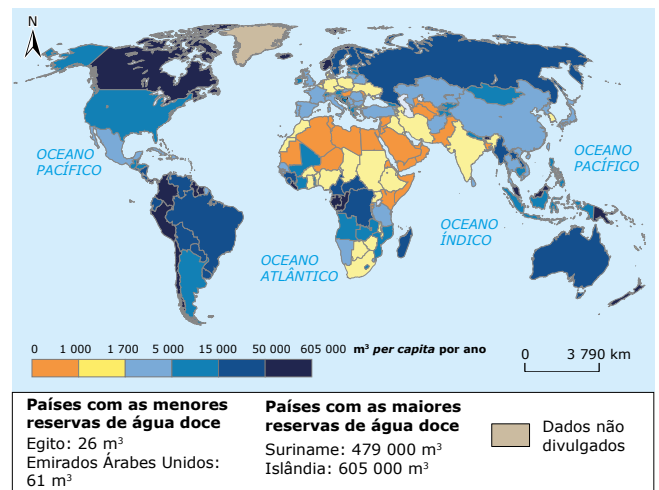 N
OCEANO
PACÍFICO
OCEANO
PACÍFICO
OCEANO
ÍNDICO
OCEANO
ATLÂNTICO
0 1 000 1 700 5 000 15 000 50 000 605 000 m³ per capita por ano
0 3 790 km
Países com as menores
reservas de água doce
Egito: 26 m³
Emirados Árabes Unidos:
61 m³
Países com as maiores
reservas de água doce
Suriname: 479 000 m³
Islândia: 605 000 m³
Dados não
divulgados